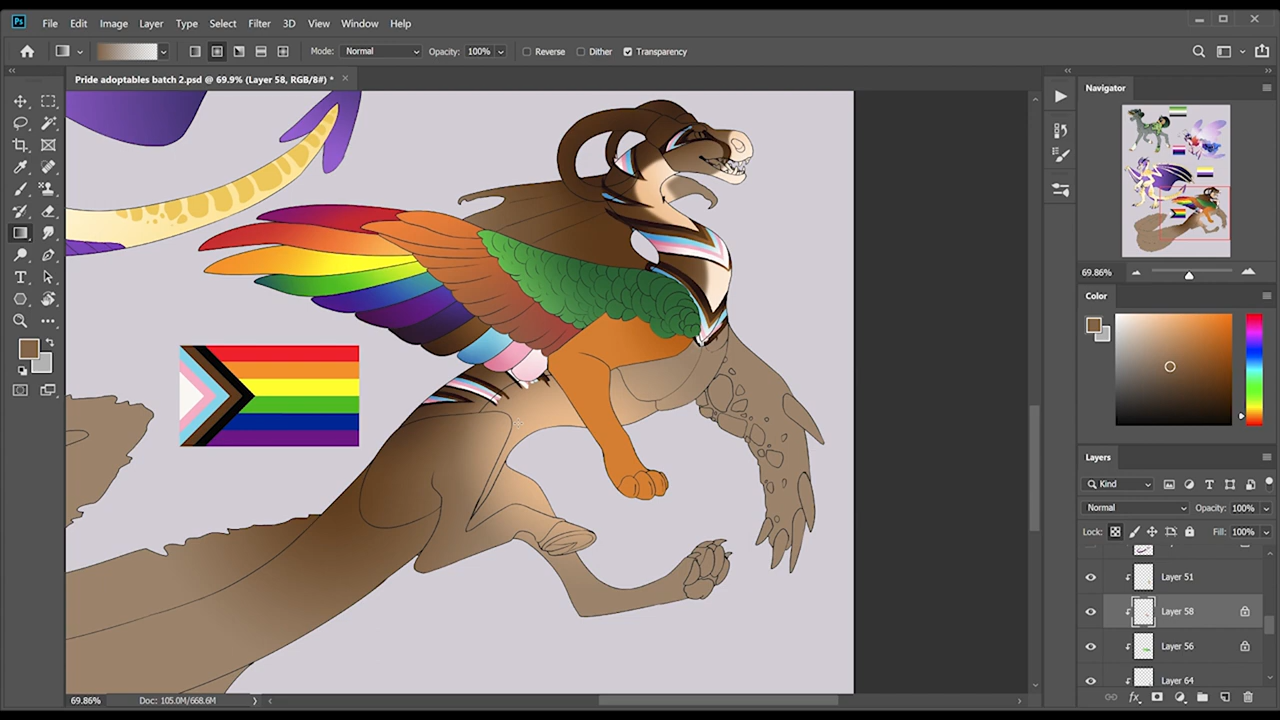 Ps File Edit Image Layer Type Select Filter 3D View Window Help
Mode: Normal Opacity: 100% Reverse Dither Transparency
Pride adoptables batch 2.psd @ 69.9% (Layer 58, RGB/8#) *
Navigator
69.86%
Color
Layers
Kind
Normal Opacity: 100%
Lock: Fill: 100%
Layer 51
Layer 58
Layer 56
Layer 64
69.86% Doc: 105.0M/668.6M